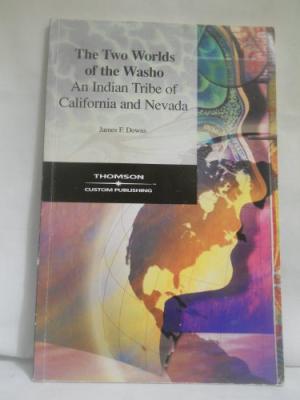 The Two Worlds
of the Washo
An Indian Tribe of
California and Nevada
James F. Downs
THOMSON
CUSTOM PUBLISHING